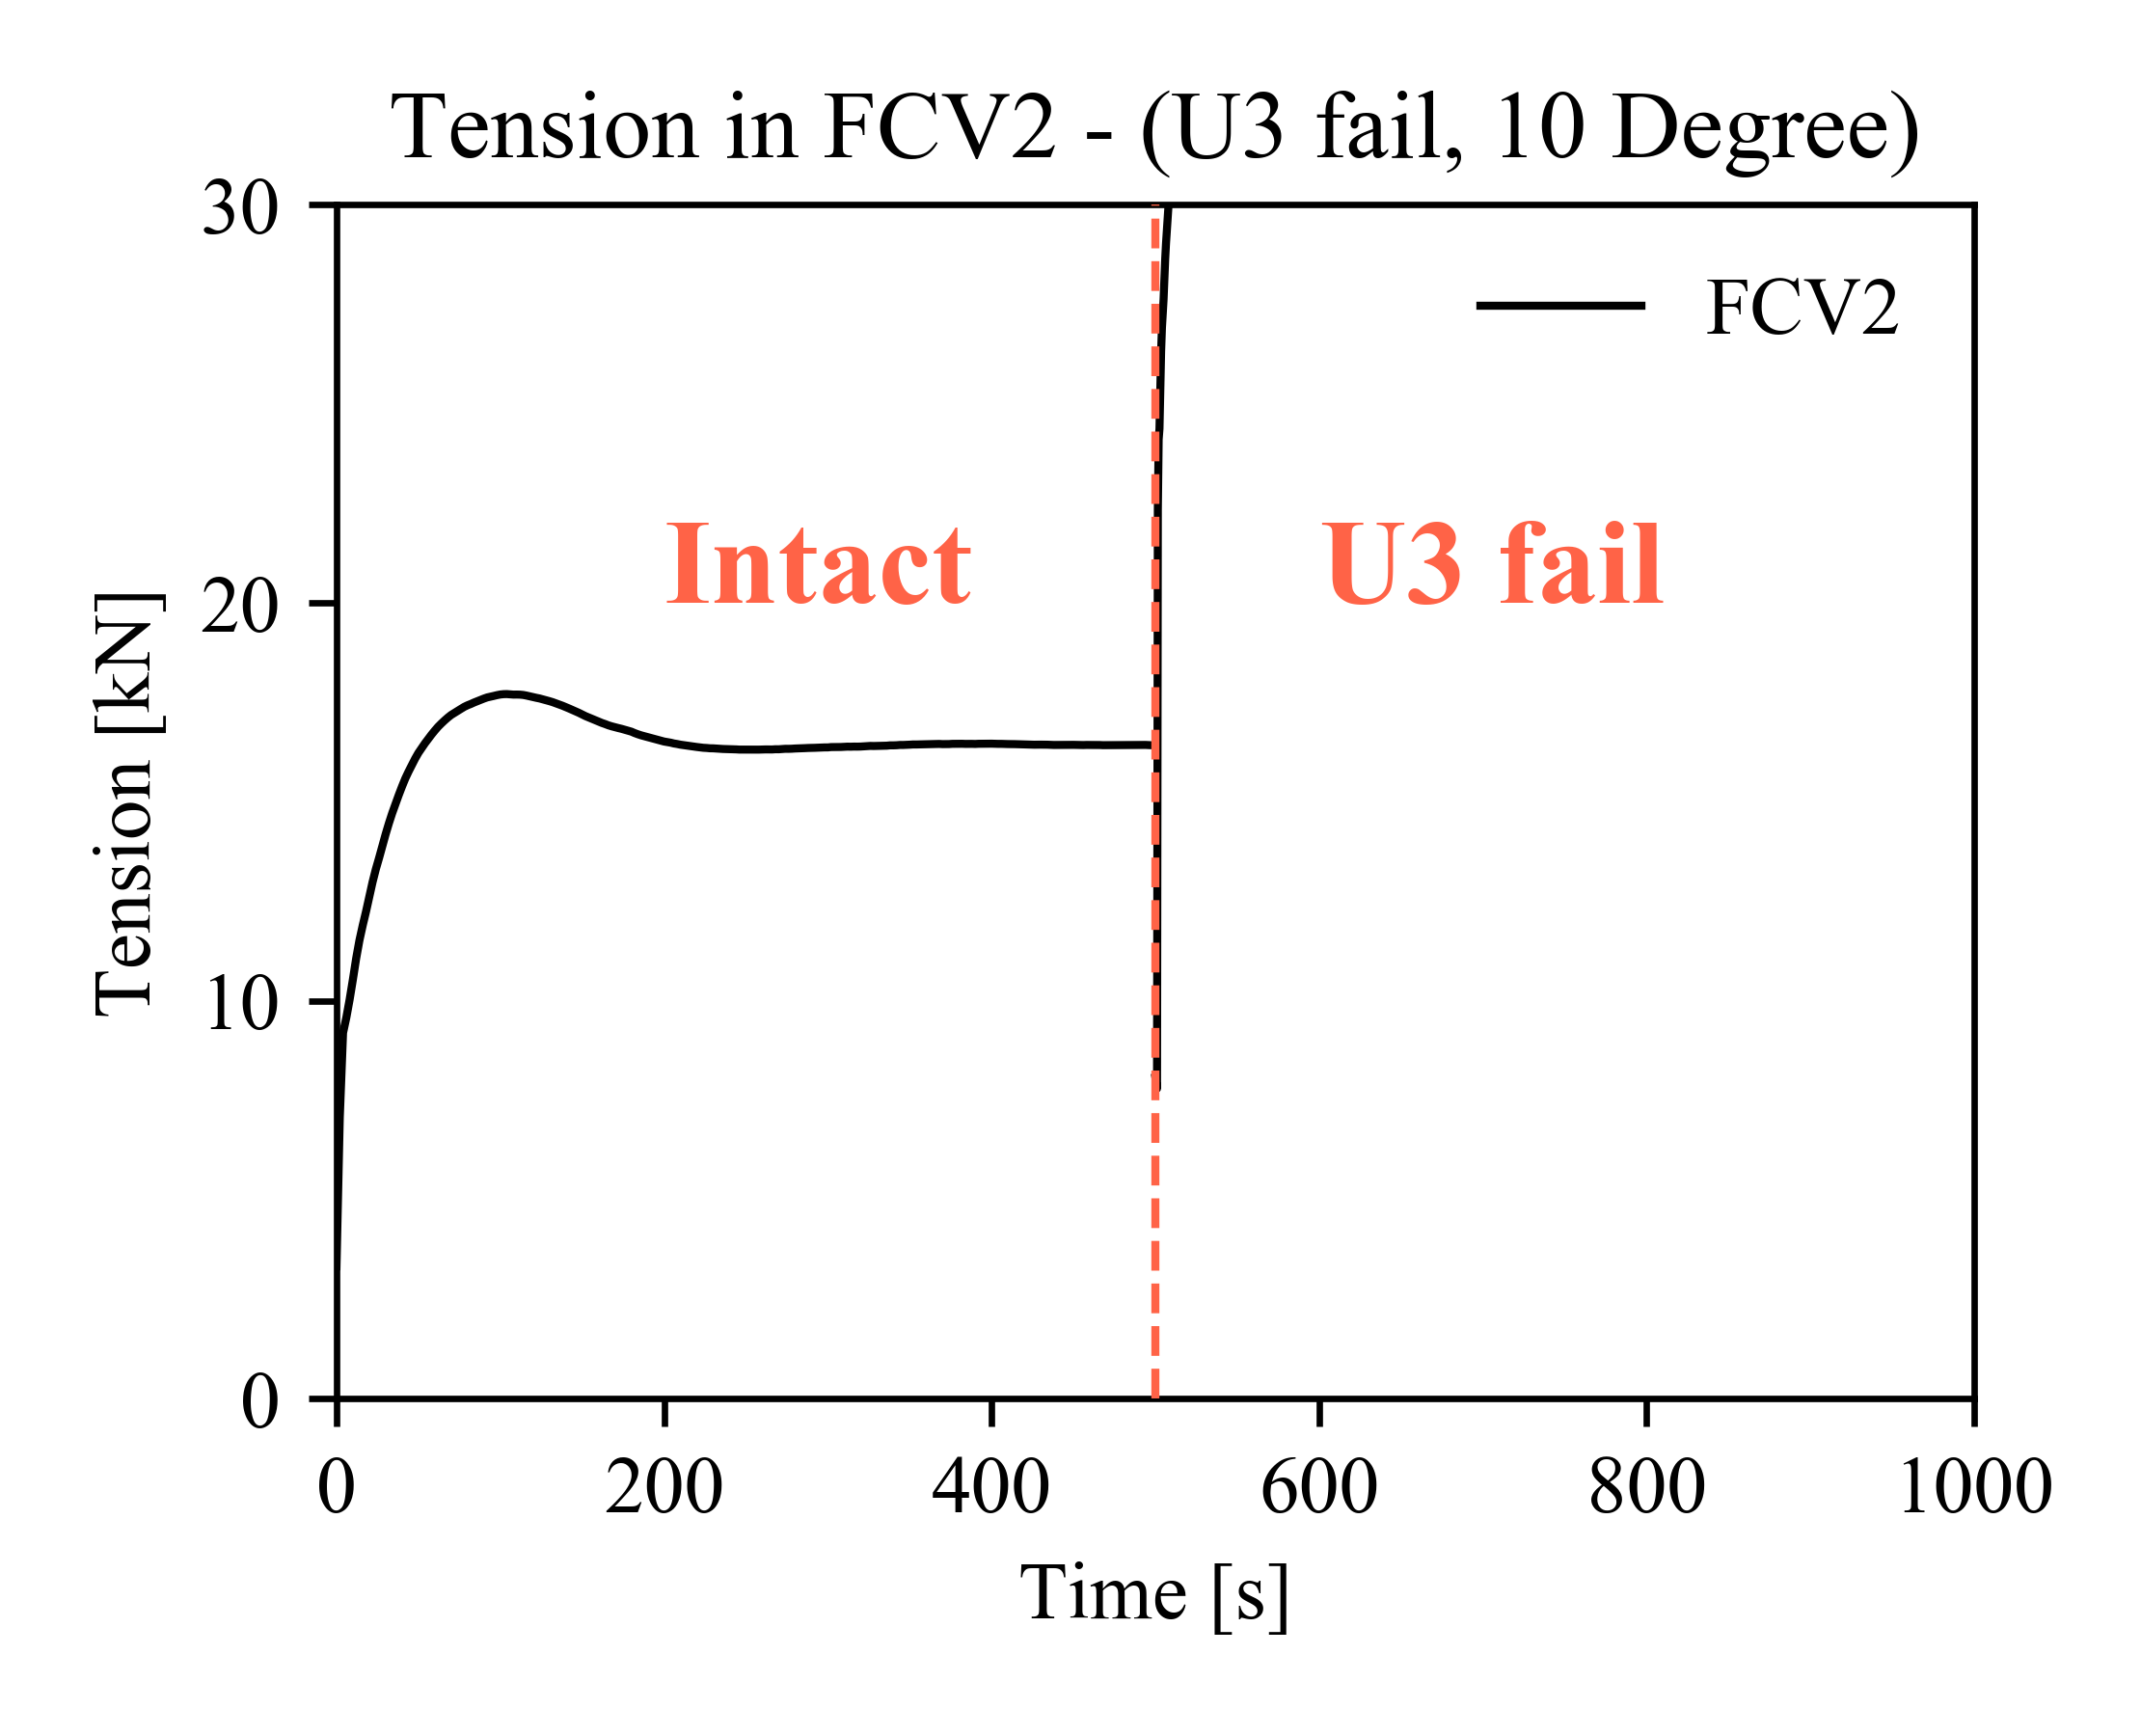 Tension in FCV2 - (U3 fail, 10 Degree)
30
FCV2
Intact
U3 fail
20
Tension [kN]
10
0
0 200 400 600 800 1000
Time [s]